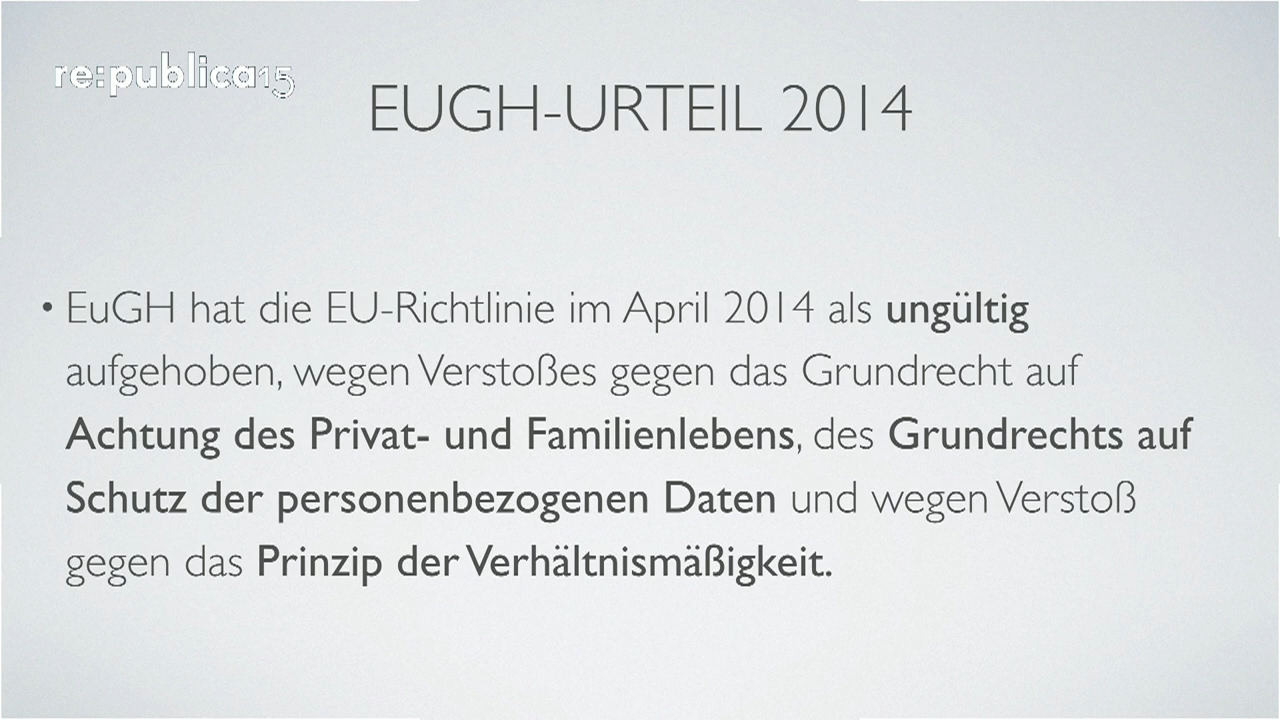 re:publica15
EUGH-URTEIL 2014
• EuGH hat die EU-Richtlinie im April 2014 als ungültig
aufgehoben, wegen Verstoßes gegen das Grundrecht auf
Achtung des Privat- und Familienlebens, des Grundrechts auf
Schutz der personenbezogenen Daten und wegen Verstoß
gegen das Prinzip der Verhältnismäßigkeit.